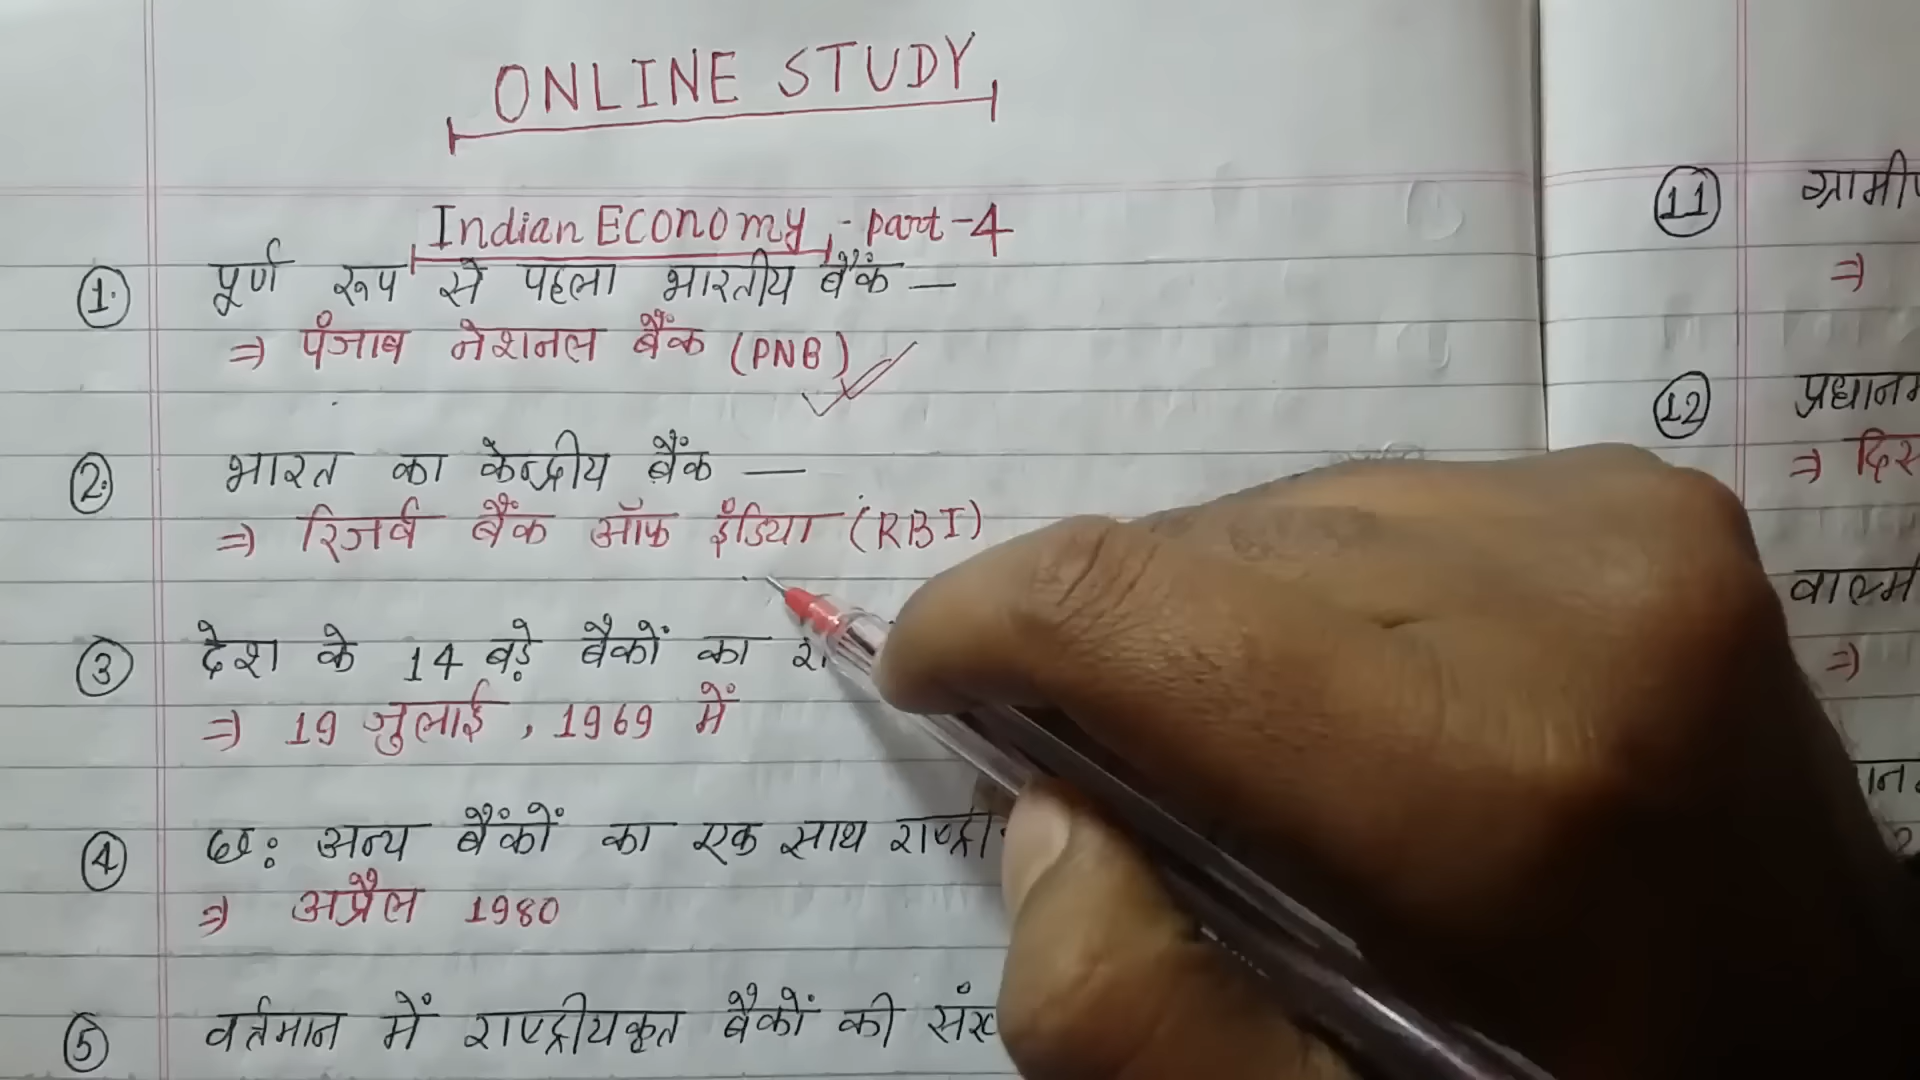 ONLINE STUDY
Indian Economy - part-4
1. पूर्ण रूप से पहला भारतीय बैंक —
⇒ पंजाब नेशनल बैंक (PNB)
2. भारत का केन्द्रीय बैंक —
⇒ रिजर्व बैंक ऑफ इंडिया (RBI)
3 देश के 14 बड़े बैकों का
⇒ 19 जुलाई, 1969 में
4 छ: अन्य बैंकों का एक साथ
⇒ अप्रैल 1980
5 वर्तमान में राष्ट्रीयकृत बैकों की
11
⇒
12
⇒
⇒